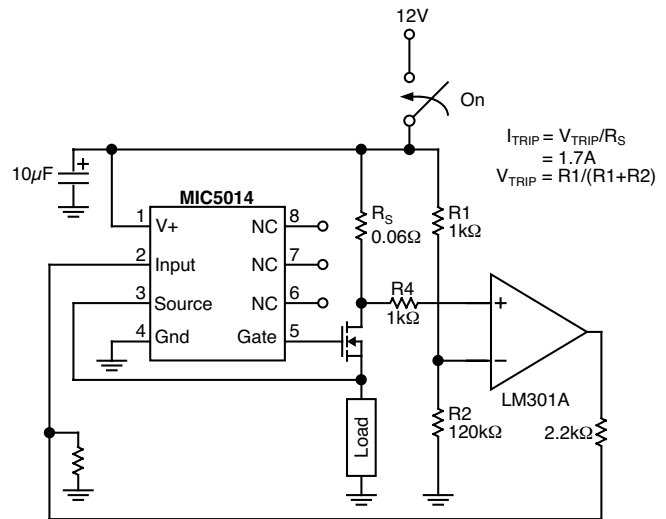 12V
On
I_TRIP = V_TRIP/R_S
= 1.7A
V_TRIP = R1/(R1+R2)
10µF
+
MIC5014
1 V+ NC 8
2 Input NC 7
3 Source NC 6
4 Gnd Gate 5
R_S
0.06Ω
R1
1kΩ
R4
1kΩ
+
−
LM301A
R2
120kΩ
2.2kΩ
Load